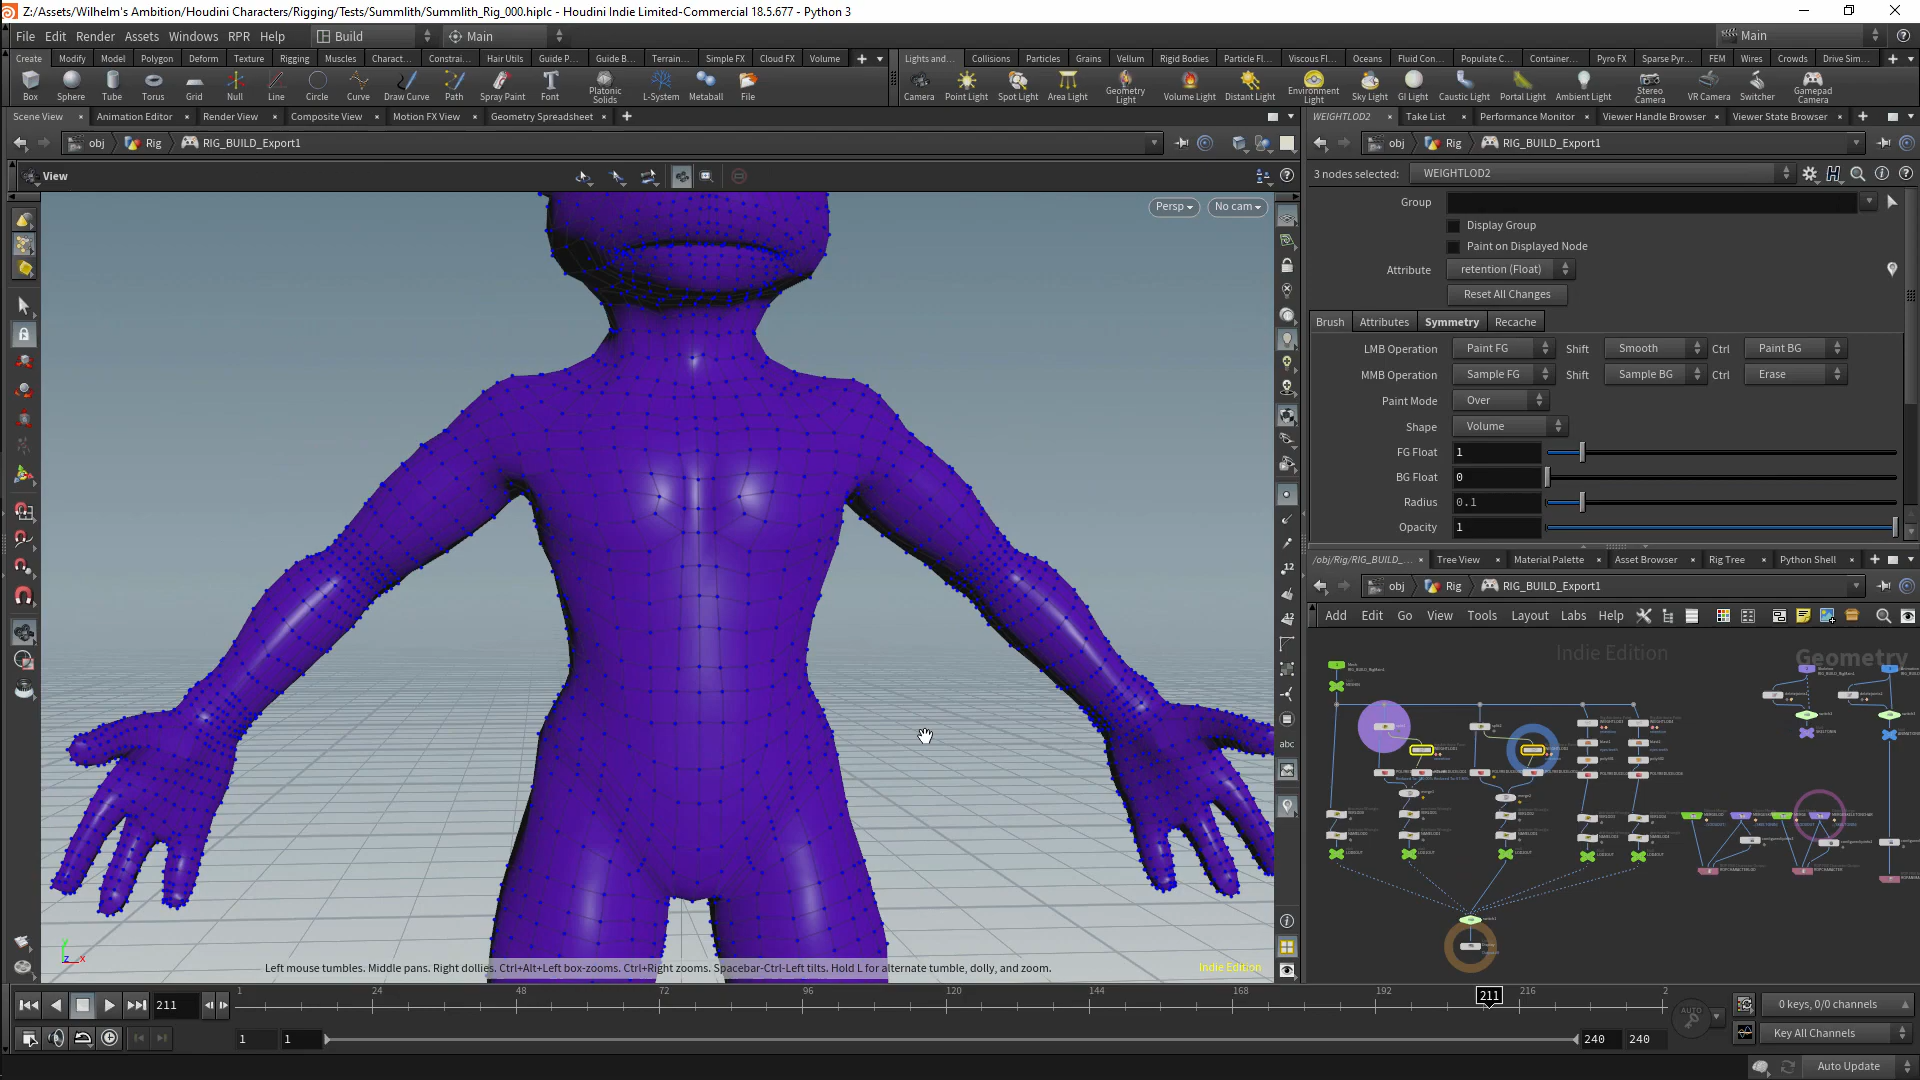 Z:/Assets/Wilhelm's Ambition/Houdini Characters/Rigging/Tests/Summlith/Summlith_Rig_000.hiplc - Houdini Indie Limited-Commercial 18.5.677 - Python 3
File Edit Render Assets Windows RPR Help Build Main Main
Create Modify Model Polygon Deform Texture Rigging Muscles Charact... Constrai... Hair Utils Guide P... Guide B... Terrain... Simple FX Cloud FX Volume
Lights and... Collisions Particles Grains Vellum Rigid Bodies Particle Fl... Viscous Fl... Oceans Fluid Con... Populate C... Container... Pyro FX Sparse Pyr... FEM Wires Crowds Drive Sim...
Box Sphere Tube Torus Grid Null Line Circle Curve Draw Curve Path Spray Paint Font Platonic Solids L-System Metaball File
Camera Point Light Spot Light Area Light Geometry Light Volume Light Distant Light Environment Light Sky Light GI Light Caustic Light Portal Light Ambient Light Stereo Camera VR Camera Switcher Gamepad Camera
Scene View Animation Editor Render View Composite View Motion FX View Geometry Spreadsheet
WEIGHTLOD2 Take List Performance Monitor Viewer Handle Browser Viewer State Browser
obj Rig RIG_BUILD_Export1
obj Rig RIG_BUILD_Export1
View
3 nodes selected: WEIGHTLOD2
Persp No cam
Group
Display Group
Paint on Displayed Node
Attribute retention (Float)
Reset All Changes
Brush Attributes Symmetry Recache
LMB Operation Paint FG Shift Smooth Ctrl Paint BG
MMB Operation Sample FG Shift Sample BG Ctrl Erase
Paint Mode Over
Shape Volume
FG Float 1
BG Float 0
Radius 0.1
Opacity 1
/obj/Rig/RIG_BUILD_... Tree View Material Palette Asset Browser Rig Tree Python Shell
obj Rig RIG_BUILD_Export1
Add Edit Go View Tools Layout Labs Help
Indie Edition
Geometry
abc
Left mouse tumbles. Middle pans. Right dollies. Ctrl+Alt+Left box-zooms. Ctrl+Right zooms. Spacebar-Ctrl-Left tilts. Hold L for alternate tumble, dolly, and zoom.
Indie Edition
211 1 24 48 72 96 120 144 168 192 211 216 2
AUTO
0 keys, 0/0 channels
1 1 240 240
Key All Channels
Auto Update